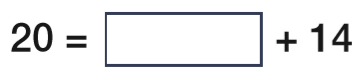 20 = + 14